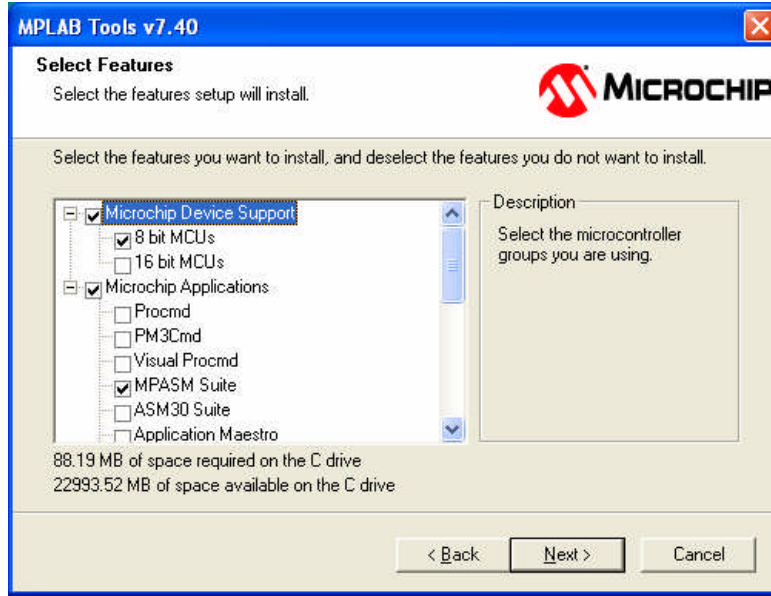 MPLAB Tools v7.40
Select Features
Select the features setup will install.
MICROCHIP
Select the features you want to install, and deselect the features you do not want to install.
Microchip Device Support
8 bit MCUs
16 bit MCUs
Microchip Applications
Procmd
PM3Cmd
Visual Procmd
MPASM Suite
ASM30 Suite
Application Maestro
Description
Select the microcontroller
groups you are using.
88.19 MB of space required on the C drive
22993.52 MB of space available on the C drive
< Back
Next >
Cancel